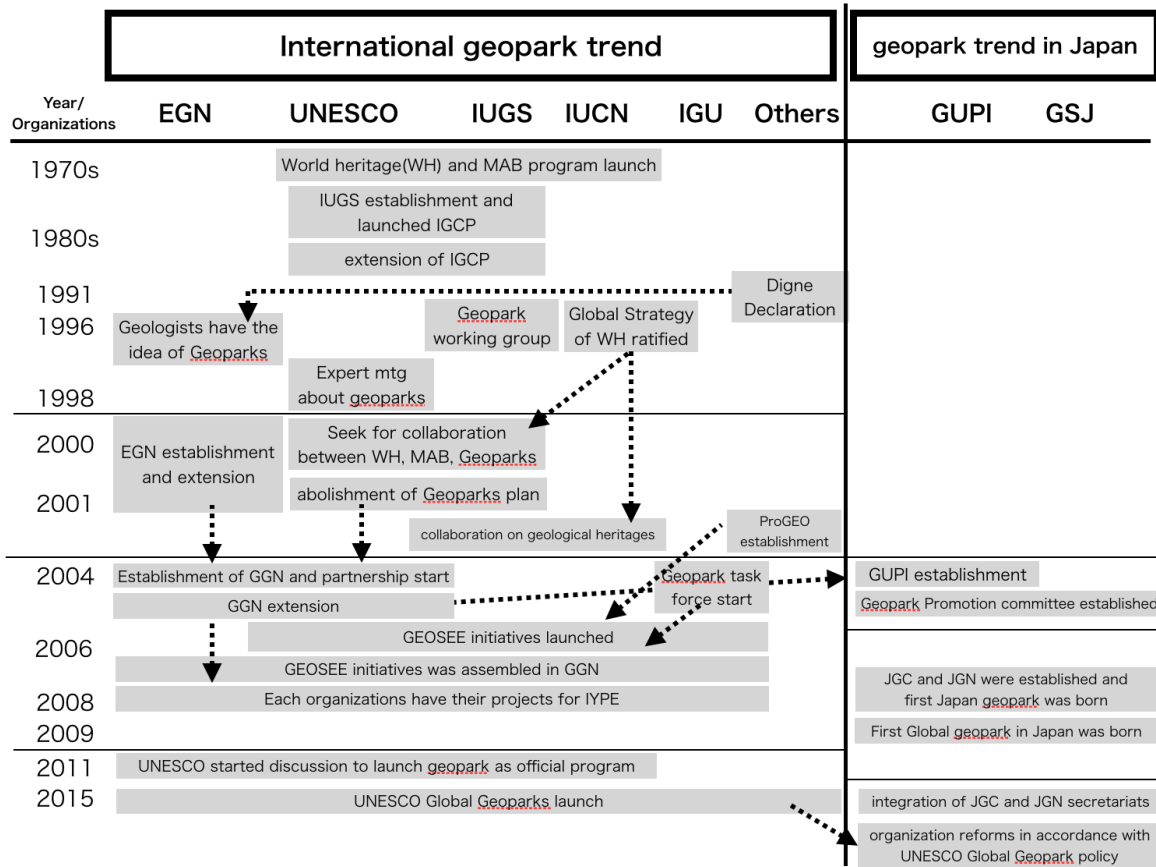 International geopark trend
geopark trend in Japan
Year/
Organizations
EGN
UNESCO
IUGS
IUCN
IGU
Others
GUPI
GSJ
1970s
World heritage(WH) and MAB program launch
IUGS establishment and
launched IGCP
1980s
extension of IGCP
1991
Digne
Declaration
1996
Geologists have the
idea of Geoparks
Geopark
working group
Global Strategy
of WH ratified
1998
Expert mtg
about geoparks
2000
EGN establishment
and extension
Seek for collaboration
between WH, MAB, Geoparks
2001
abolishment of Geoparks plan
collaboration on geological heritages
ProGEO
establishment
2004
Establishment of GGN and partnership start
Geopark task
force start
GUPI establishment
GGN extension
Geopark Promotion committee established
2006
GEOSEE initiatives launched
GEOSEE initiatives was assembled in GGN
JGC and JGN were established and
first Japan geopark was born
2008
Each organizations have their projects for IYPE
2009
First Global geopark in Japan was born
2011
UNESCO started discussion to launch geopark as official program
2015
UNESCO Global Geoparks launch
integration of JGC and JGN secretariats
organization reforms in accordance with
UNESCO Global Geopark policy